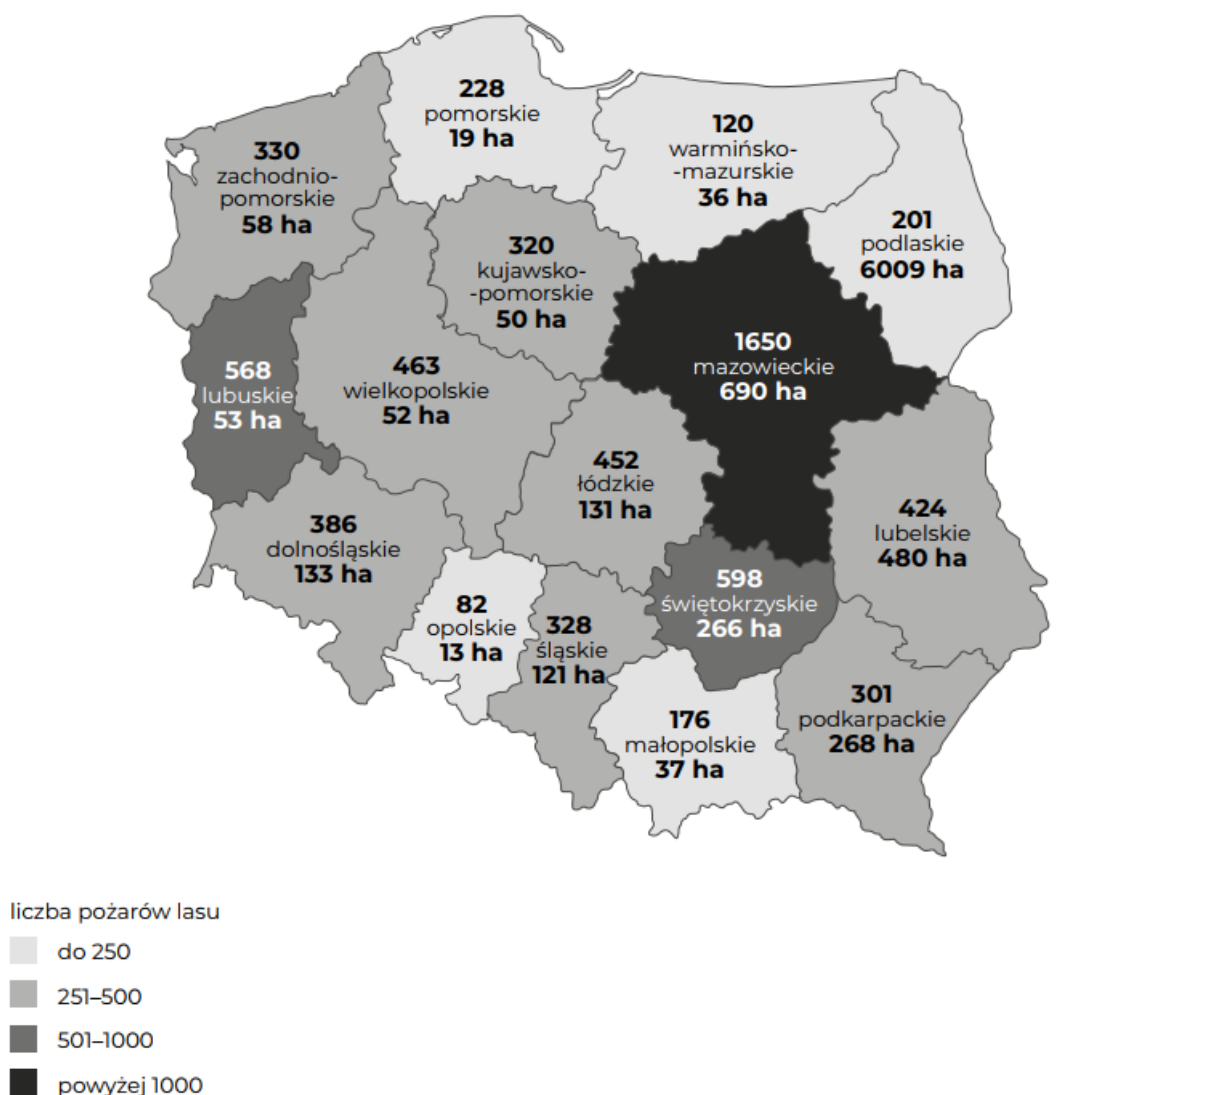 228
pomorskie
19 ha
120
warmińsko-
-mazurskie
36 ha
330
zachodnio-
pomorskie
58 ha
201
podlaskie
6009 ha
320
kujawsko-
-pomorskie
50 ha
1650
mazowieckie
690 ha
568
lubuskie
53 ha
463
wielkopolskie
52 ha
452
łódzkie
131 ha
424
lubelskie
480 ha
386
dolnośląskie
133 ha
598
świętokrzyskie
266 ha
82
opolskie
13 ha
328
śląskie
121 ha
301
podkarpackie
268 ha
176
małopolskie
37 ha
liczba pożarów lasu
do 250
251–500
501–1000
powyżej 1000